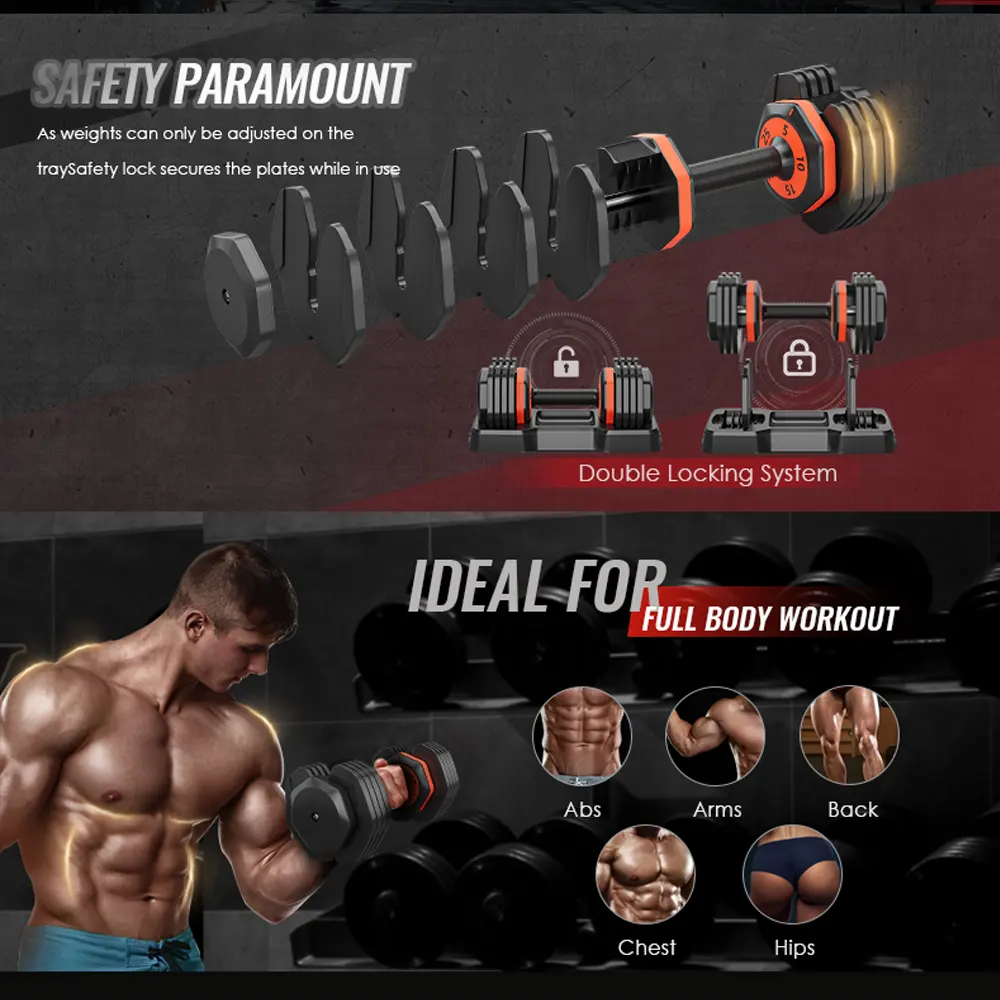 SAFETY PARAMOUNT
As weights can only be adjusted on the
traySafety lock secures the plates while in use
25 5 10 15
Double Locking System
IDEAL FOR
FULL BODY WORKOUT
Abs Arms Back
Chest Hips